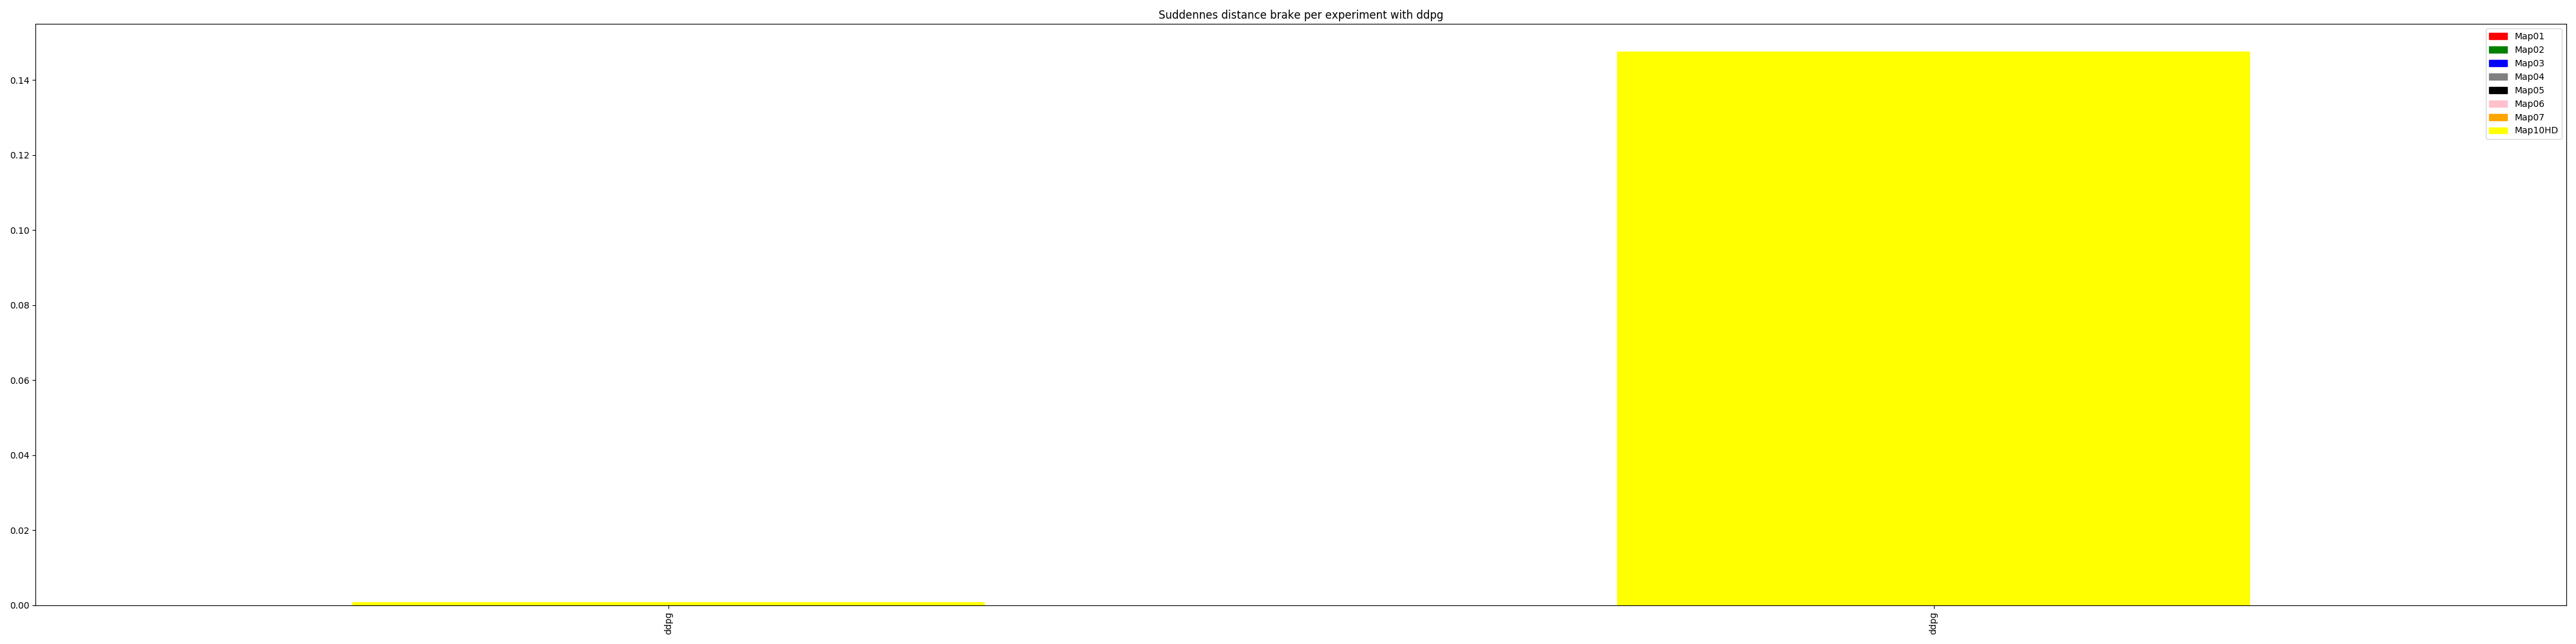 Suddennes distance brake per experiment with ddpg
Map01
Map02
Map03
Map04
Map05
Map06
Map07
Map10HD
0.14
0.12
0.10
0.08
0.06
0.04
0.02
0.00
ddpg
ddpg